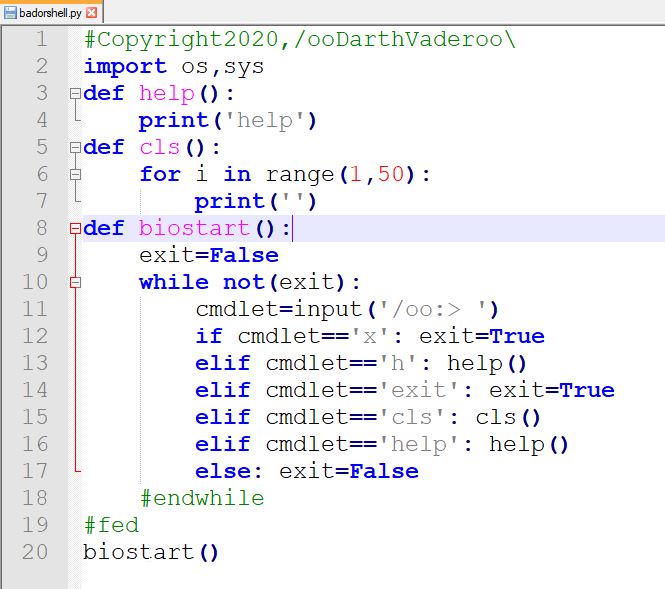 badorshell.py
1 #Copyright2020,/ooDarthVaderoo\
2 import os,sys
3 def help():
4     print('help')
5 def cls():
6     for i in range(1,50):
7         print('')
8 def biostart():
9     exit=False
10     while not(exit):
11         cmdlet=input('/oo:> ')
12         if cmdlet=='x': exit=True
13         elif cmdlet=='h': help()
14         elif cmdlet=='exit': exit=True
15         elif cmdlet=='cls': cls()
16         elif cmdlet=='help': help()
17         else: exit=False
18     #endwhile
19 #fed
20 biostart()